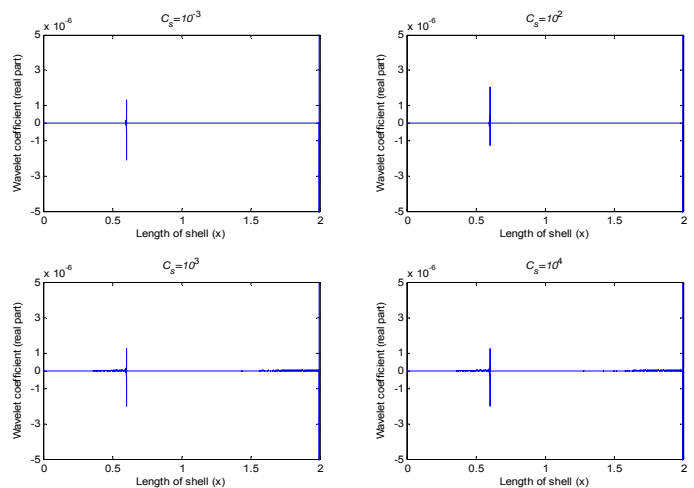 C_s=10^-3
x 10^-6
Wavelet coefficient (real part)
5
3
1
0
-1
-3
-5
0 0.5 1 1.5 2
Length of shell (x)
C_s=10^2
x 10^-6
Wavelet coefficient (real part)
5
3
1
0
-1
-3
-5
0 0.5 1 1.5 2
Length of shell (x)
C_s=10^3
x 10^-6
Wavelet coefficient (real part)
5
3
1
0
-1
-3
-5
0 0.5 1 1.5 2
Length of shell (x)
C_s=10^4
x 10^-6
Wavelet coefficient (real part)
5
3
1
0
-1
-3
-5
0 0.5 1 1.5 2
Length of shell (x)